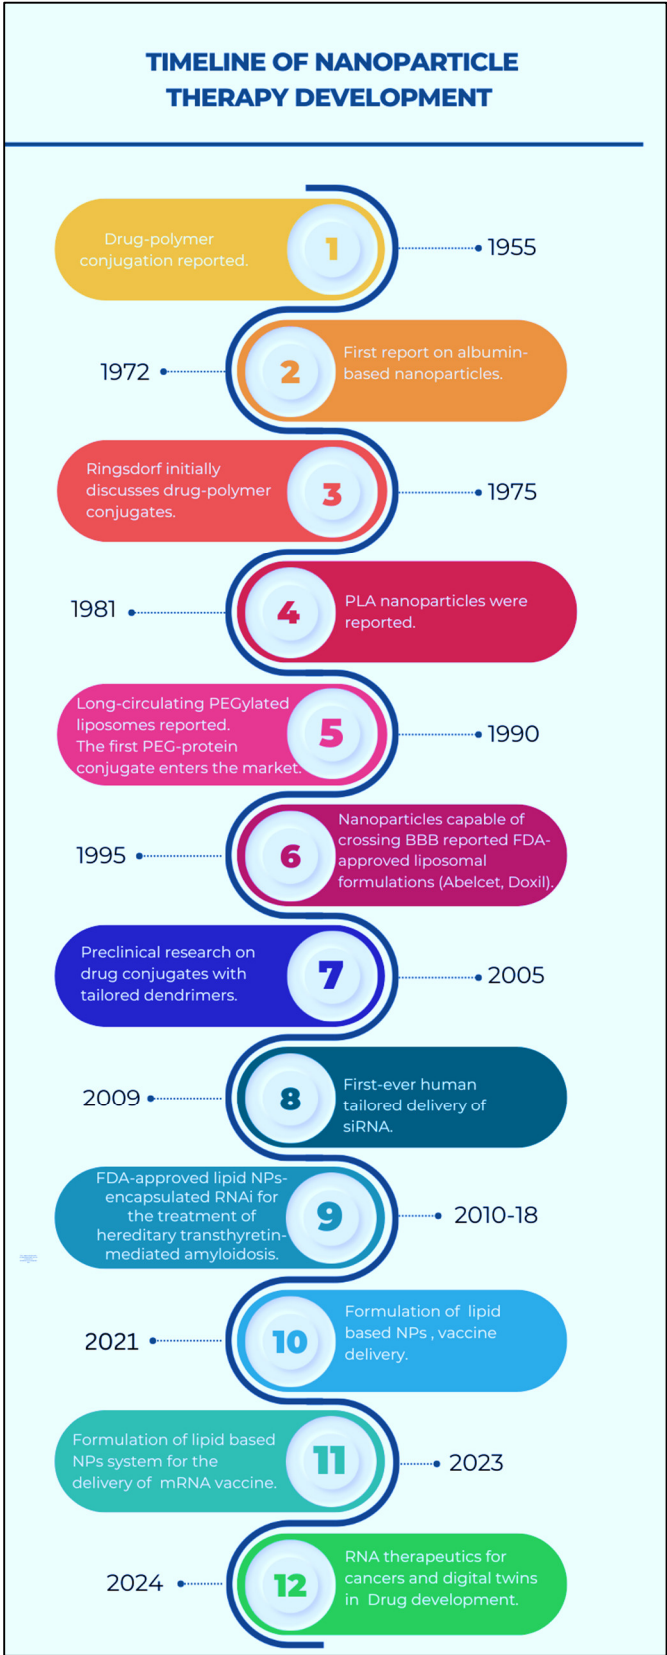 TIMELINE OF NANOPARTICLE
THERAPY DEVELOPMENT
Drug-polymer
conjugation reported.
1
1955
1972
2
First report on albumin-
based nanoparticles.
Ringsdorf initially
discusses drug-polymer
conjugates.
3
1975
1981
4
PLA nanoparticles were
reported.
Long-circulating PEGylated
liposomes reported.
The first PEG-protein
conjugate enters the market.
5
1990
1995
6
Nanoparticles capable of
crossing BBB reported FDA-
approved liposomal
formulations (Abelcet, Doxil).
Preclinical research on
drug conjugates with
tailored dendrimers.
7
2005
2009
8
First-ever human
tailored delivery of
siRNA.
FDA-approved lipid NPs-
encapsulated RNAi for
the treatment of
hereditary transthyretin-
mediated amyloidosis.
9
2010-18
2021
10
Formulation of lipid
based NPs , vaccine
delivery.
Formulation of lipid based
NPs system for the
delivery of mRNA vaccine.
11
2023
2024
12
RNA therapeutics for
cancers and digital twins
in Drug development.